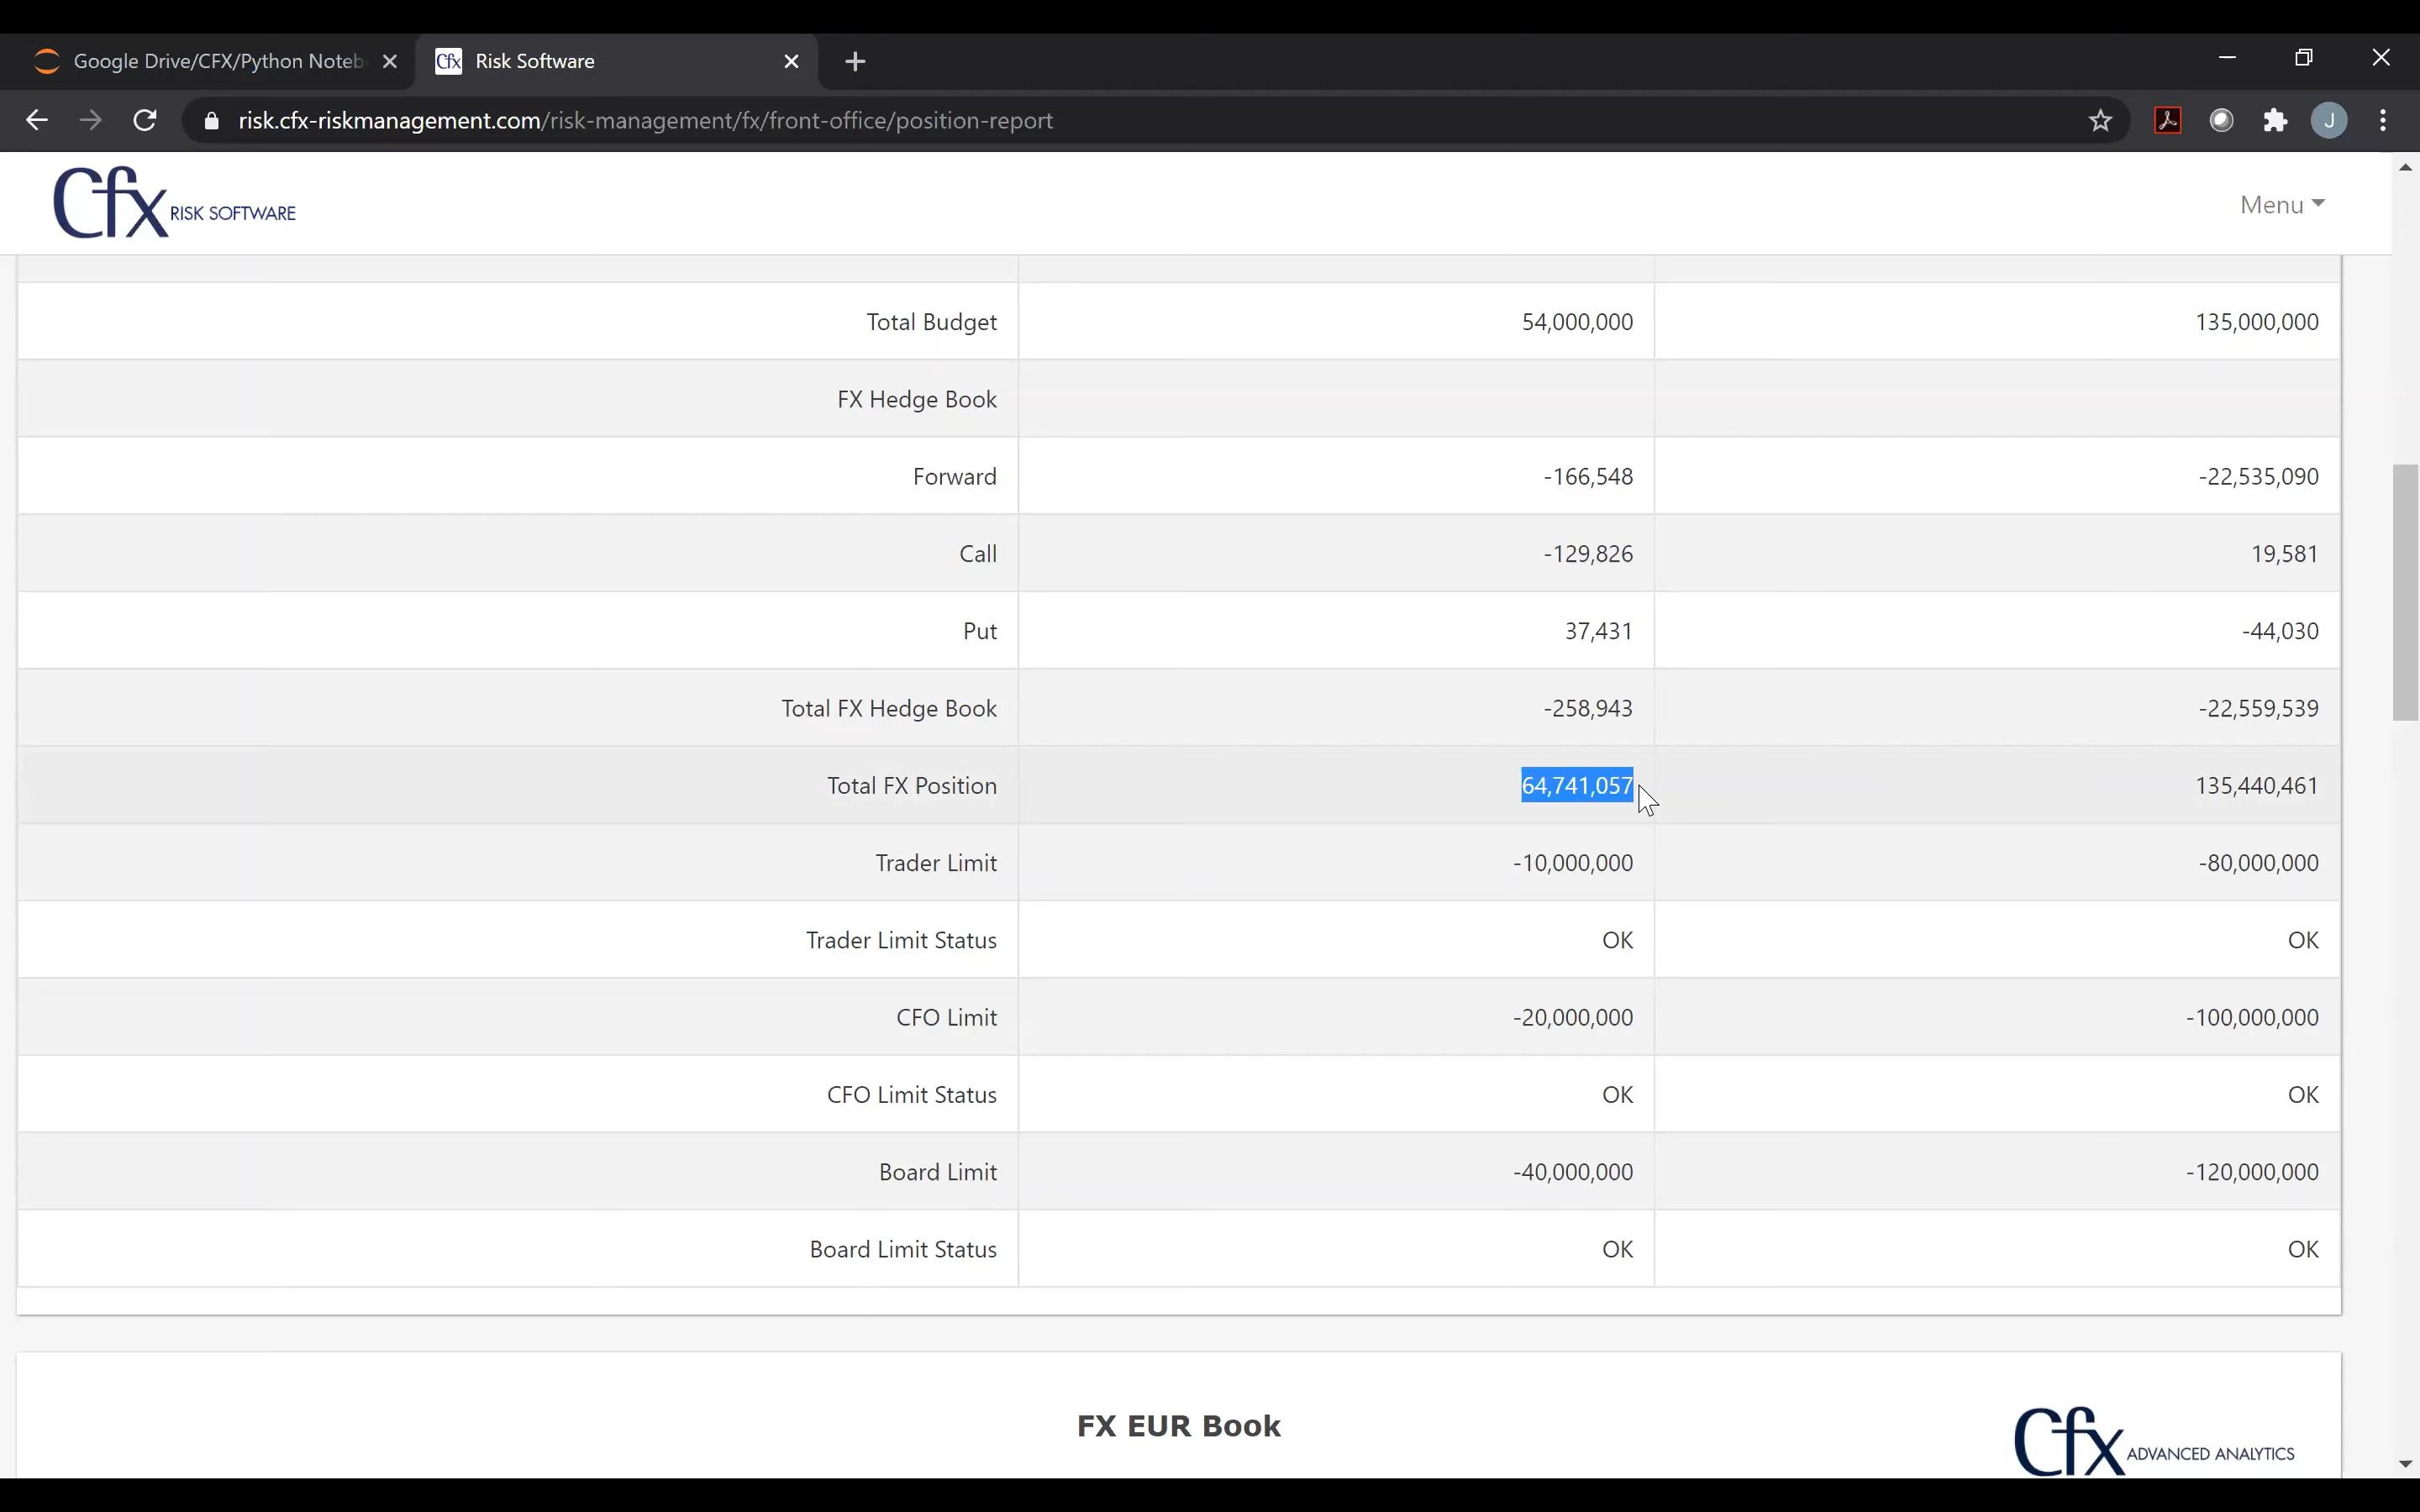 Google Drive/CFX/Python Noteb
Cfx Risk Software
risk.cfx-riskmanagement.com/risk-management/fx/front-office/position-report
J
Cfx RISK SOFTWARE
Menu
Total Budget 54,000,000 135,000,000
FX Hedge Book
Forward -166,548 -22,535,090
Call -129,826 19,581
Put 37,431 -44,030
Total FX Hedge Book -258,943 -22,559,539
Total FX Position 64,741,057 135,440,461
Trader Limit -10,000,000 -80,000,000
Trader Limit Status OK OK
CFO Limit -20,000,000 -100,000,000
CFO Limit Status OK OK
Board Limit -40,000,000 -120,000,000
Board Limit Status OK OK
FX EUR Book
Cfx ADVANCED ANALYTICS